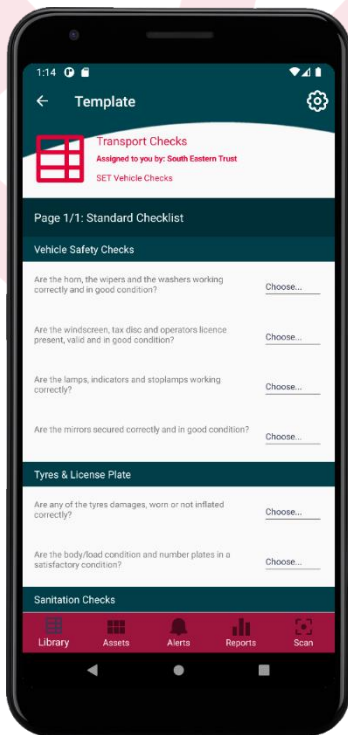 1:14
Template
Transport Checks
Assigned to you by: South Eastern Trust
SET Vehicle Checks
Page 1/1: Standard Checklist
Vehicle Safety Checks
Are the horn, the wipers and the washers working
correctly and in good condition?
Choose...
Are the windscreen, tax disc and operators licence
present, valid and in good condition?
Choose...
Are the lamps, indicators and stoplamps working
correctly?
Choose...
Are the mirrors secured correctly and in good condition?
Choose...
Tyres & License Plate
Are any of the tyres damages, worn or not inflated
correctly?
Choose...
Are the body/load condition and number plates in a
satisfactory condition?
Choose...
Sanitation Checks
Library
Assets
Alerts
Reports
Scan